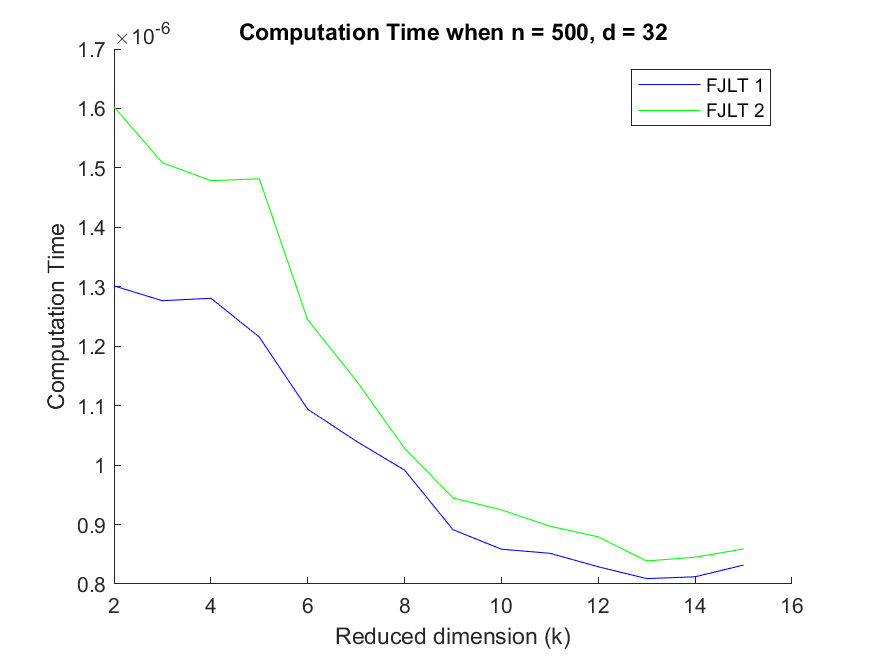 Computation Time when n = 500, d = 32
×10-6
1.7
1.6
1.5
1.4
1.3
1.2
1.1
1
0.9
0.8
Computation Time
FJLT 1
FJLT 2
2 4 6 8 10 12 14 16
Reduced dimension (k)